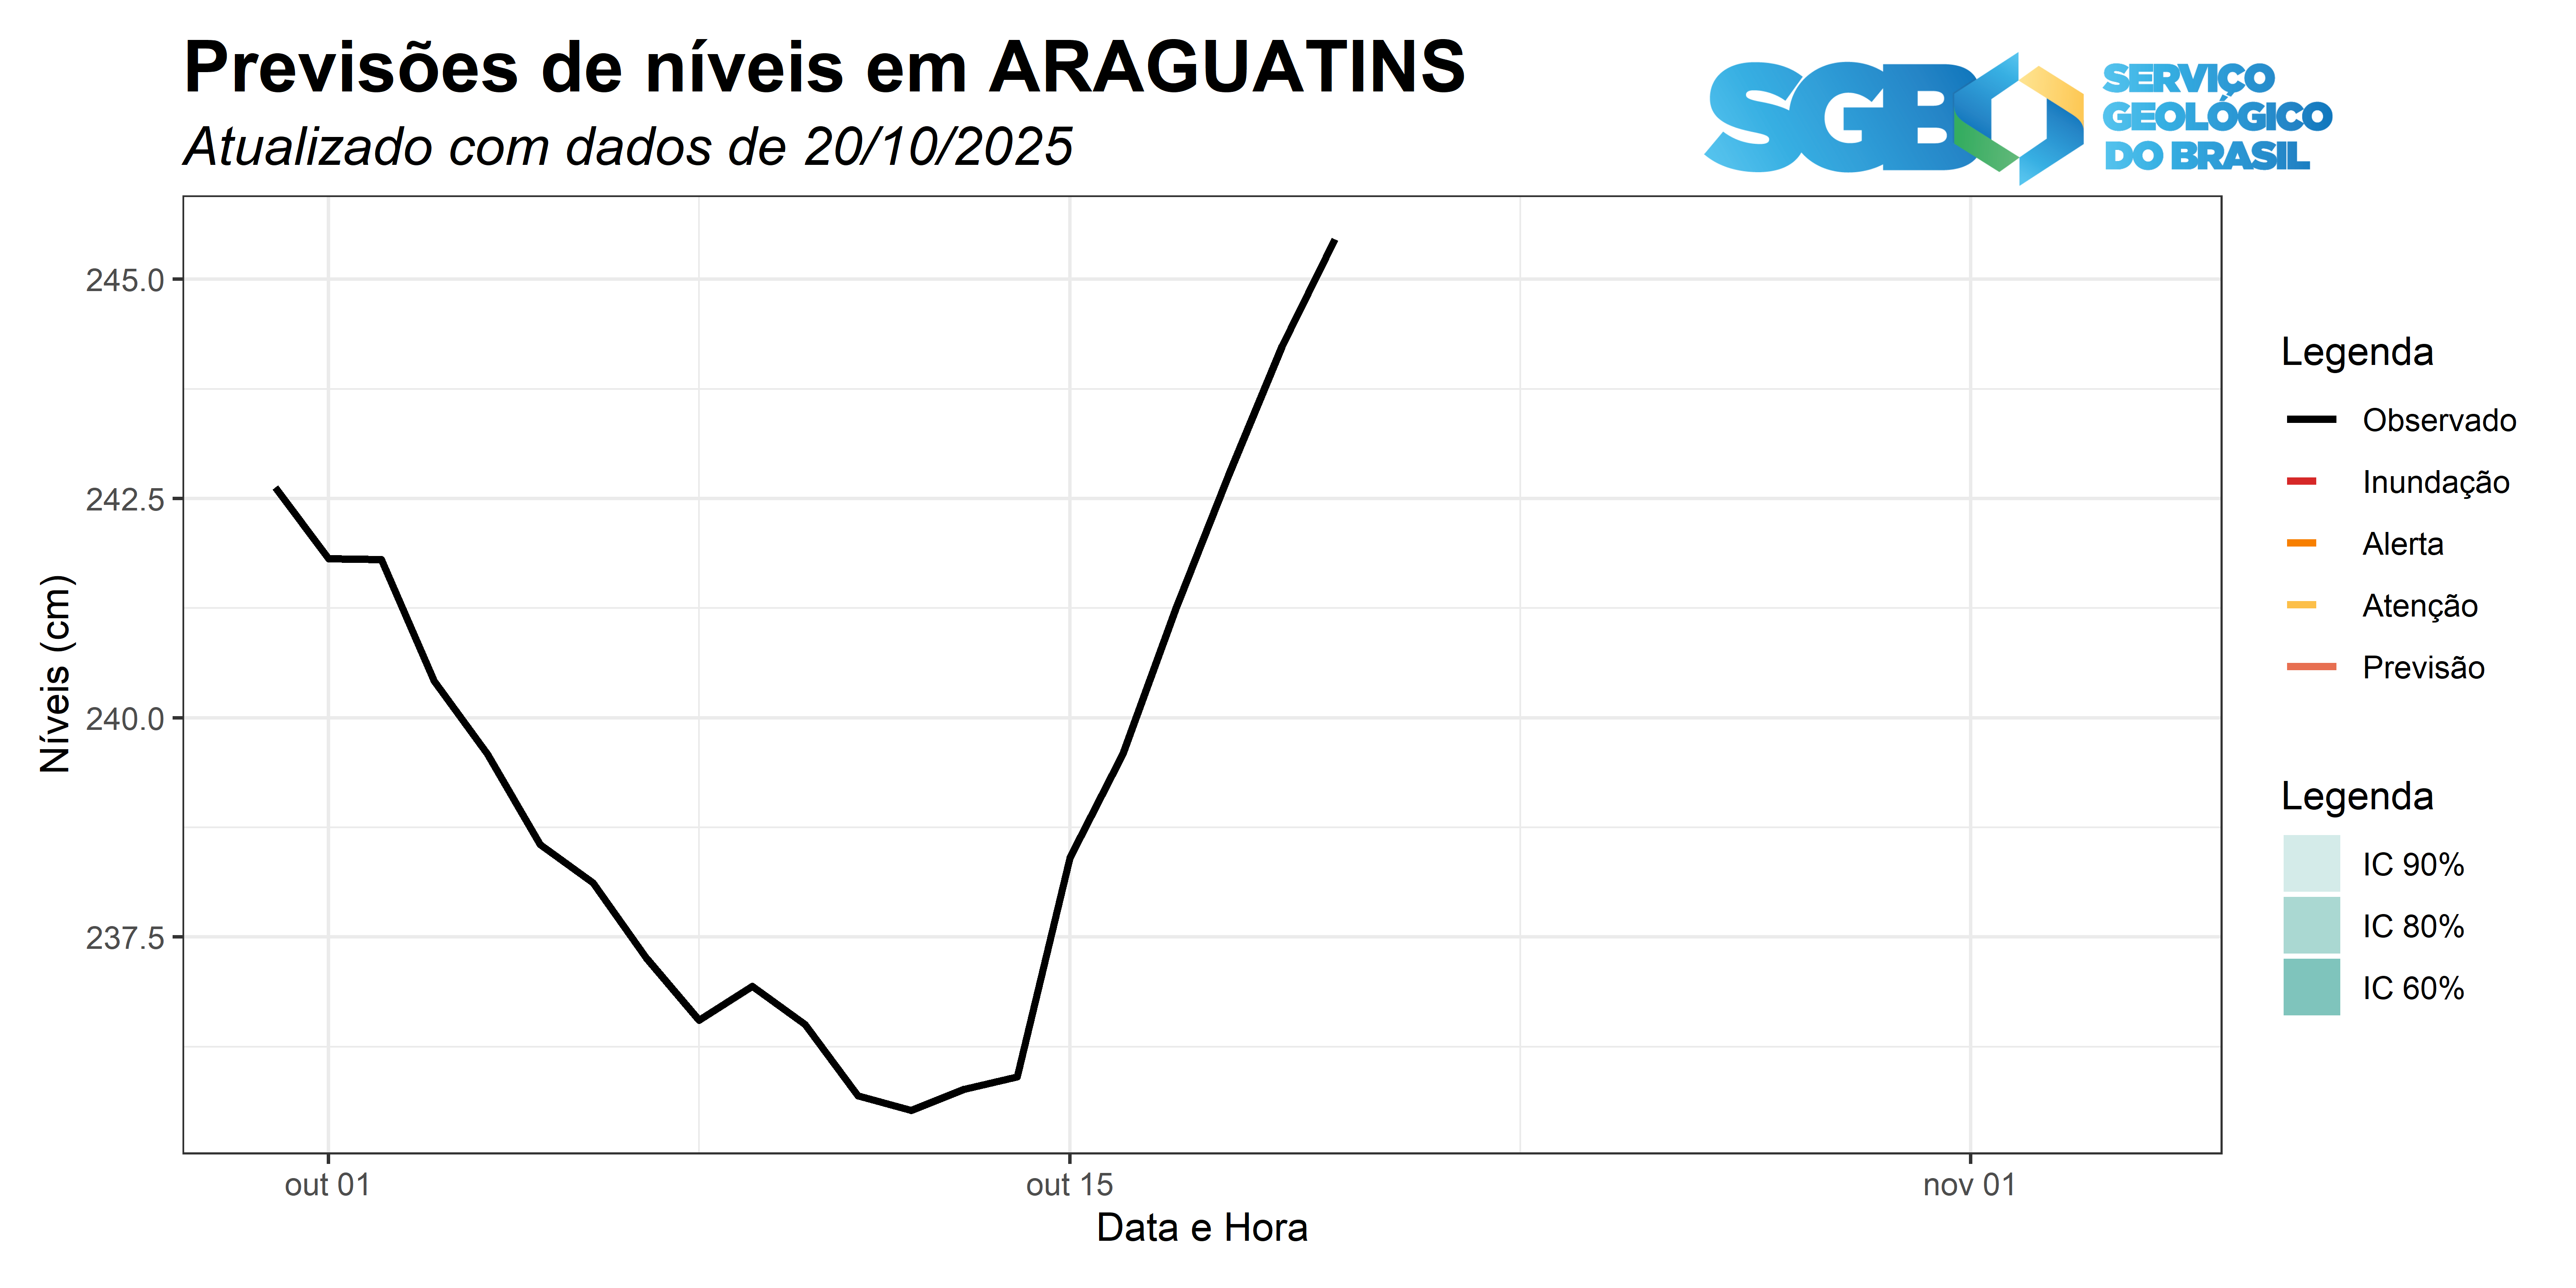 Previsões de níveis em ARAGUATINS
Atualizado com dados de 20/10/2025
SGB
SERVIÇO
GEOLÓGICO
DO BRASIL
245.0
242.5
240.0
237.5
Níveis (cm)
out 01
out 15
nov 01
Data e Hora
Legenda
Observado
Inundação
Alerta
Atenção
Previsão
Legenda
IC 90%
IC 80%
IC 60%